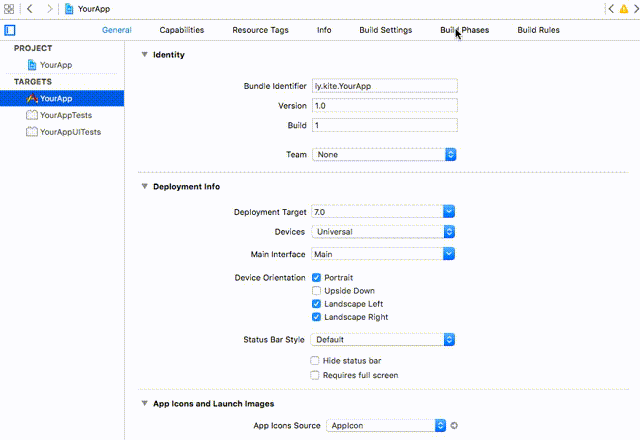 YourApp
General Capabilities Resource Tags Info Build Settings Build Phases Build Rules
PROJECT
YourApp
TARGETS
YourApp
YourAppTests
YourAppUITests
Identity
Bundle Identifier ly.kite.YourApp
Version 1.0
Build 1
Team None
Deployment Info
Deployment Target 7.0
Devices Universal
Main Interface Main
Device Orientation Portrait
Upside Down
Landscape Left
Landscape Right
Status Bar Style Default
Hide status bar
Requires full screen
App Icons and Launch Images
App Icons Source AppIcon